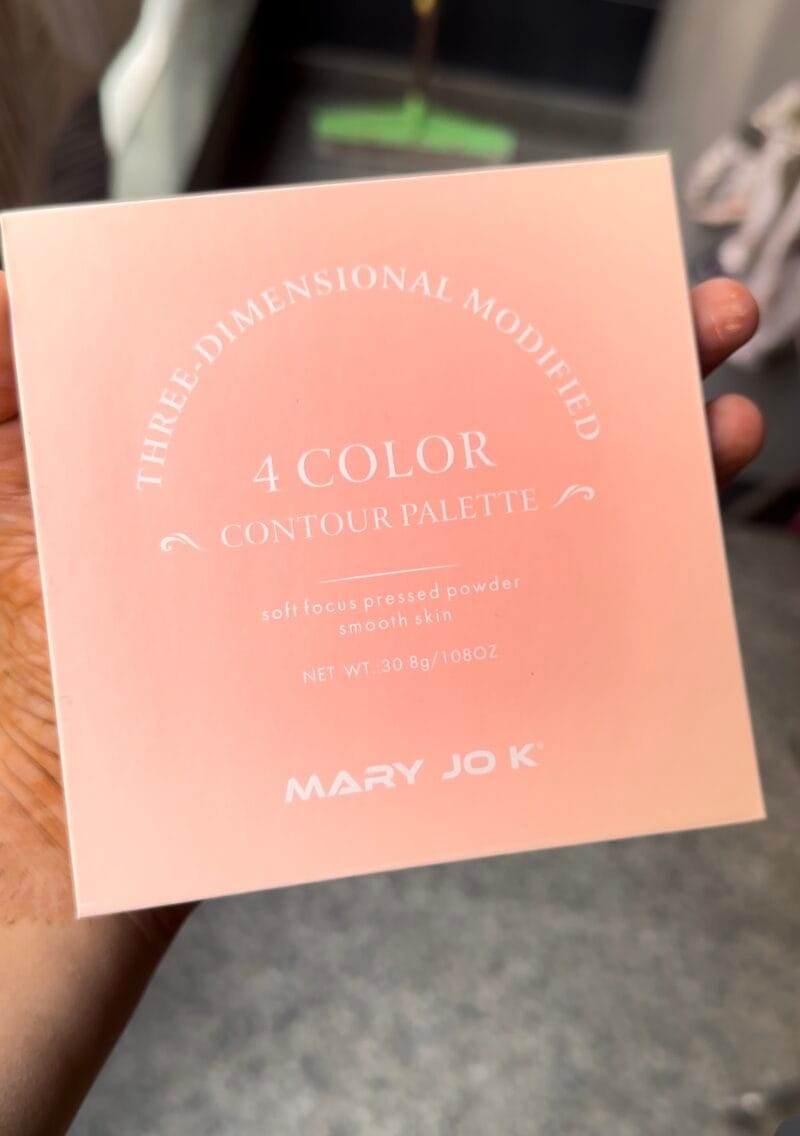 THREE-DIMENSIONAL MODIFIED
4 COLOR
CONTOUR PALETTE
soft focus pressed powder
smooth skin
NET WT.:30.8g/108OZ
MARY JO K®